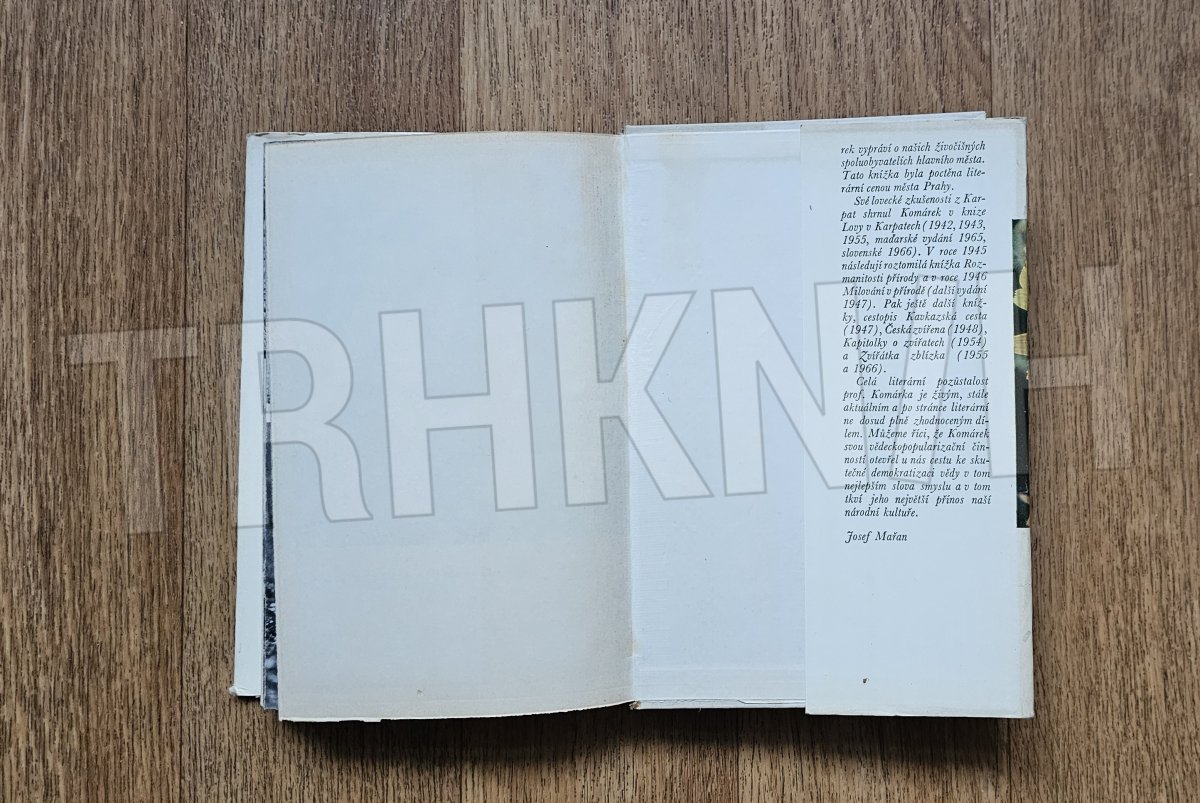 rek vypráví o našich živočišných
spoluobyvatelích hlavního města.
Tato knížka byla poctěna lite-
rární cenou města Prahy.
Své lovecké zkušenosti z Kar-
pat shrnul Komárek v knize
Lovy v Karpatech (1942, 1943,
1955, maďarské vydání 1965,
slovenské 1966). V roce 1945
následují roztomilá knížka Roz-
manitosti přírody a v roce 1946
Milování v přírodě (další vydání
1947). Pak ještě další kníž-
ky, cestopis Kavkazská cesta
(1947), Česká zvířena (1948),
Kapitolky o zvířatech (1954)
a Zvířátka zblízka (1955
a 1966).
Celá literární pozůstalost
prof. Komárka je živým, stále
aktuálním a po stránce literární
ne dosud plně zhodnoceným dí-
lem. Můžeme říci, že Komárek
svou vědeckopopularizační čin-
ností otevřel u nás cestu ke sku-
tečné demokratizaci vědy v tom
nejlepším slova smyslu a v tom
tkví jeho největší přínos naší
národní kultuře.
Josef Mařan
TRHKNIH